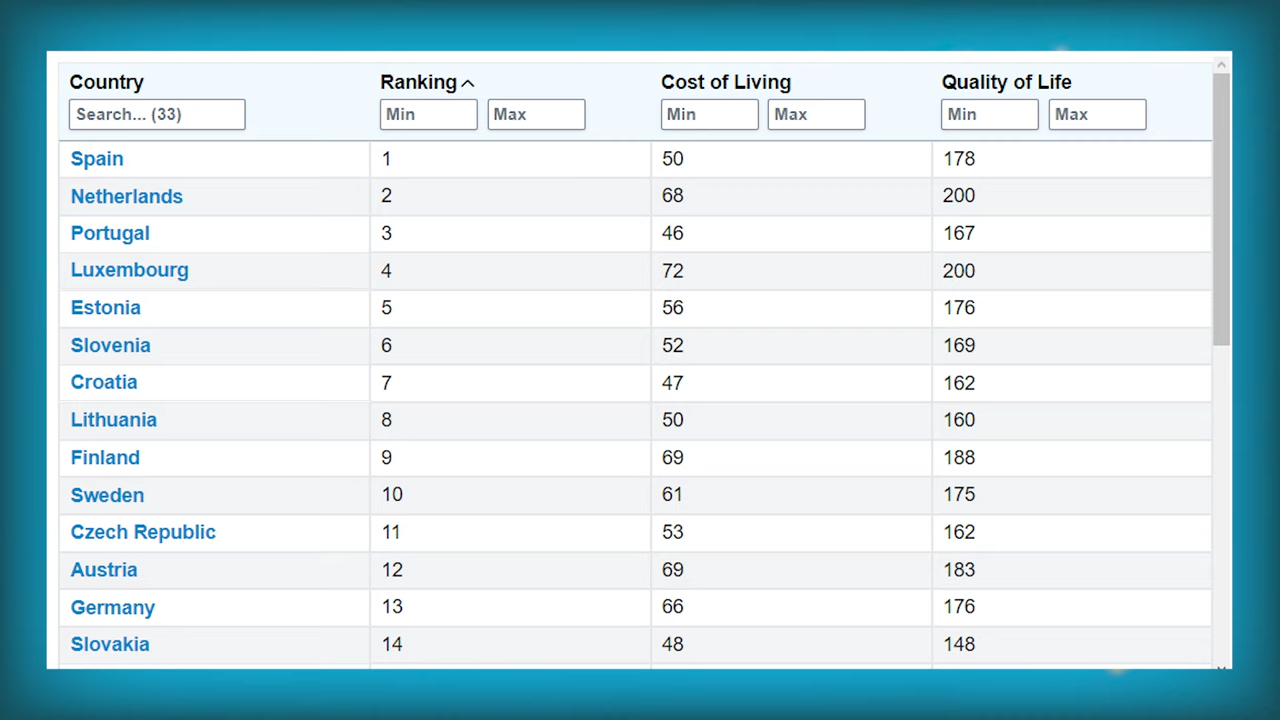 Country Ranking Cost of Living Quality of Life
Search... (33) Min Max Min Max Min Max
Spain 1 50 178
Netherlands 2 68 200
Portugal 3 46 167
Luxembourg 4 72 200
Estonia 5 56 176
Slovenia 6 52 169
Croatia 7 47 162
Lithuania 8 50 160
Finland 9 69 188
Sweden 10 61 175
Czech Republic 11 53 162
Austria 12 69 183
Germany 13 66 176
Slovakia 14 48 148